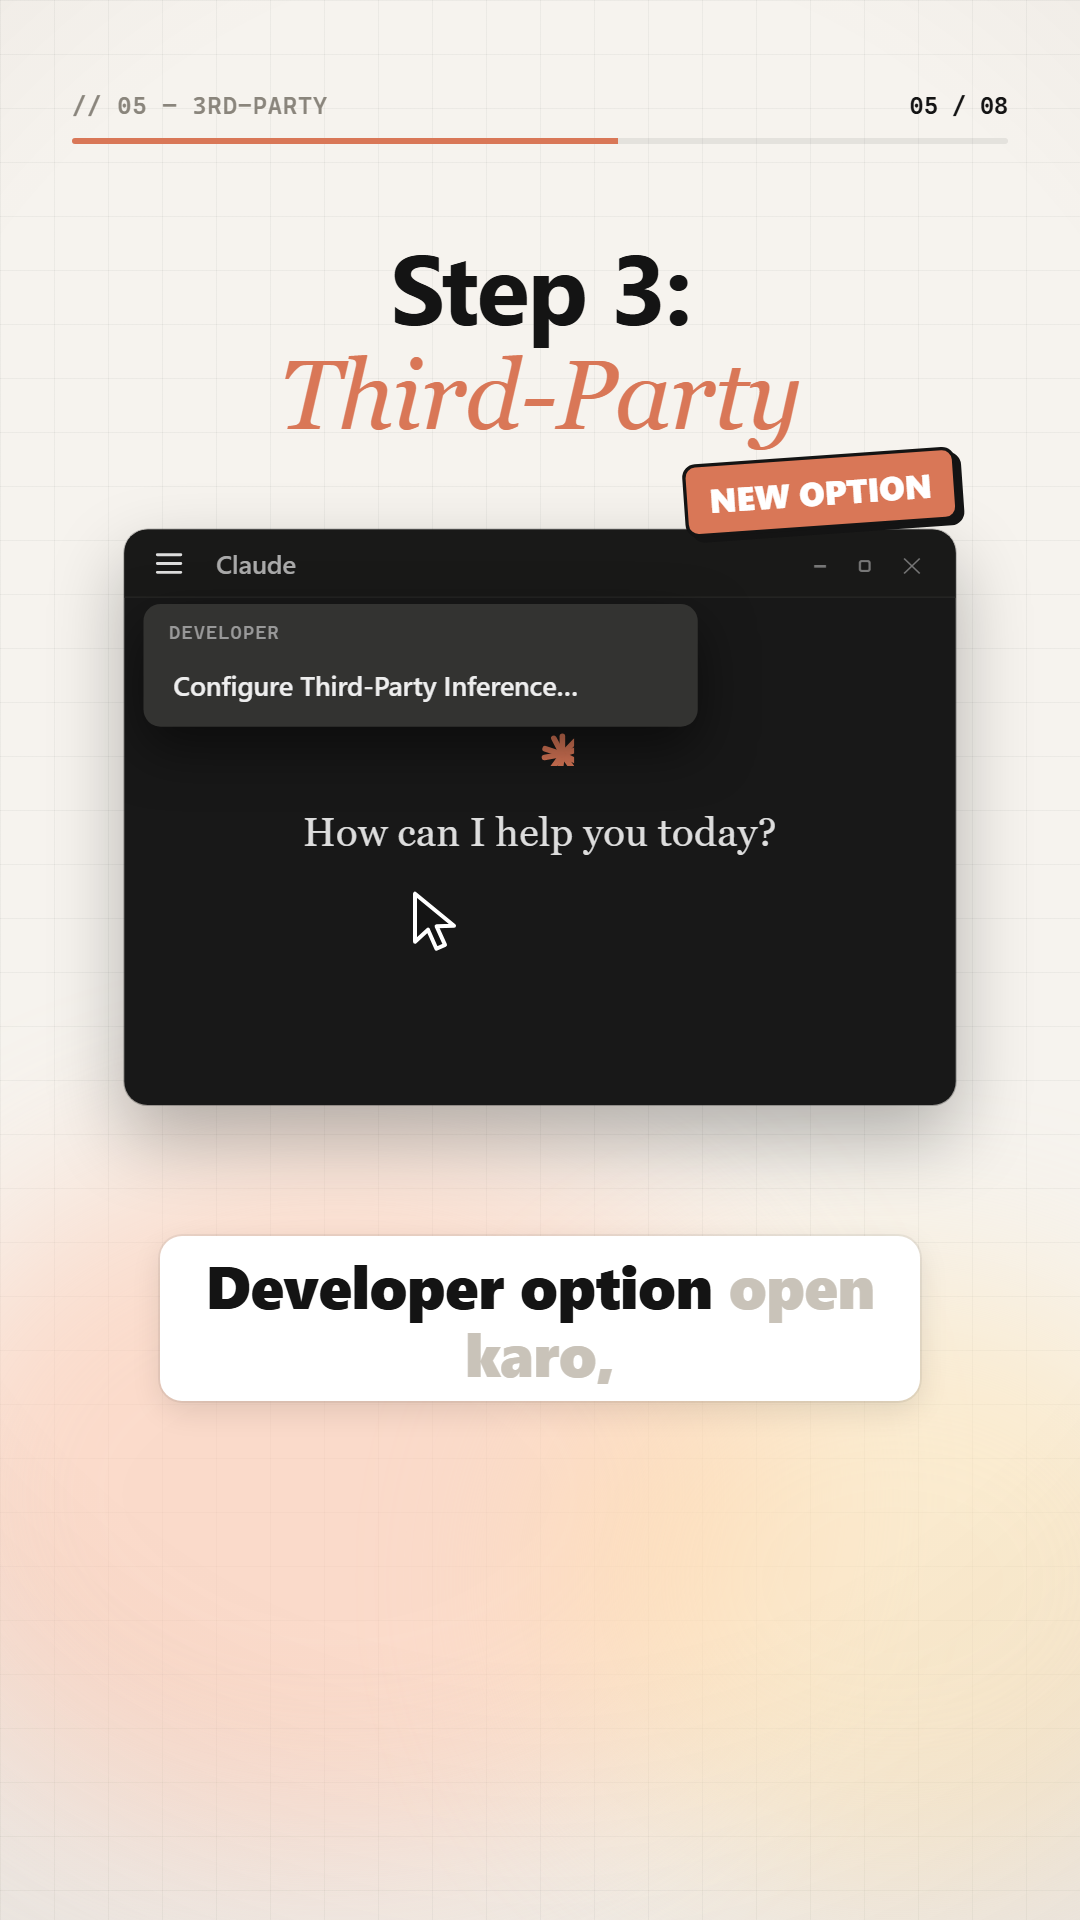 // 05 — 3RD-PARTY
05 / 08
Step 3:
Third-Party
NEW OPTION
Claude
DEVELOPER
Configure Third-Party Inference...
How can I help you today?
Developer option open
karo,